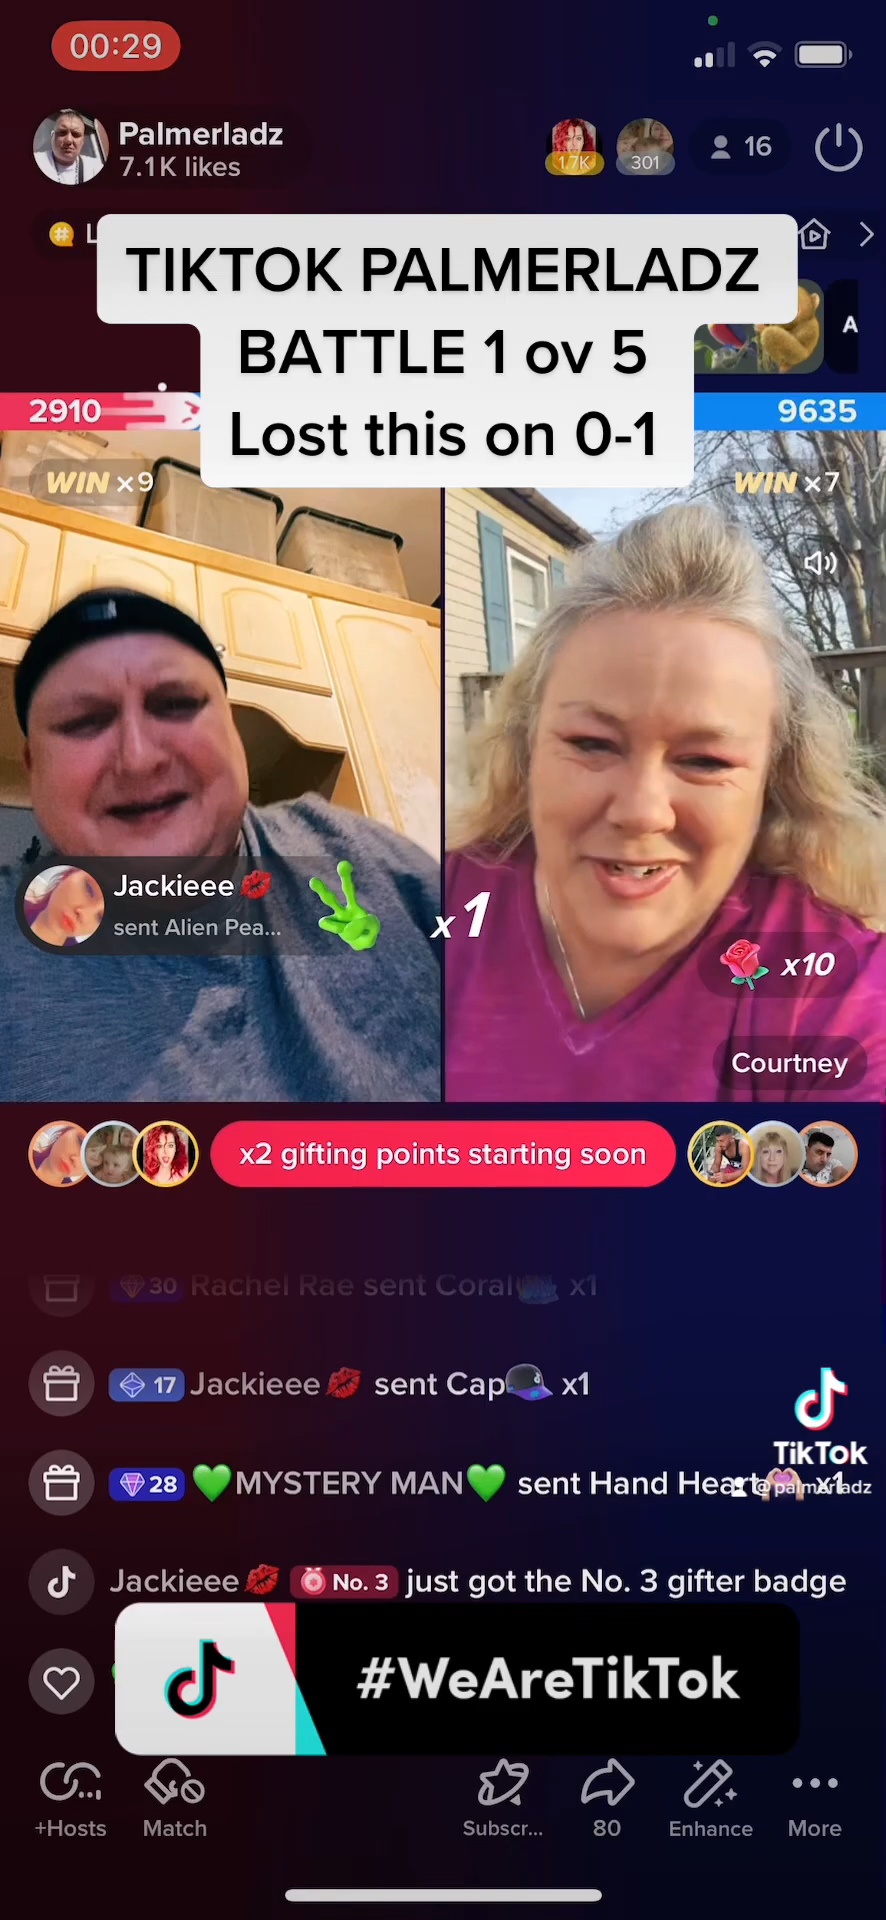 00:29
Palmerladz
7.1K likes
1.7K
301
16
L
TIKTOK PALMERLADZ
BATTLE 1 ov 5
Lost this on 0-1
A
2910
9635
WIN x9
WIN x7
Jackieee💋
sent Alien Pea...
x1
x10
Courtney
x2 gifting points starting soon
30 Rachel Rae sent Coral x1
17 Jackieee💋 sent Cap x1
28 💚MYSTERY MAN💚 sent Hand Heart x1
TikTok
@palmerladz
Jackieee💋 No. 3 just got the No. 3 gifter badge
#WeAreTikTok
+Hosts
Match
Subscr...
80
Enhance
More